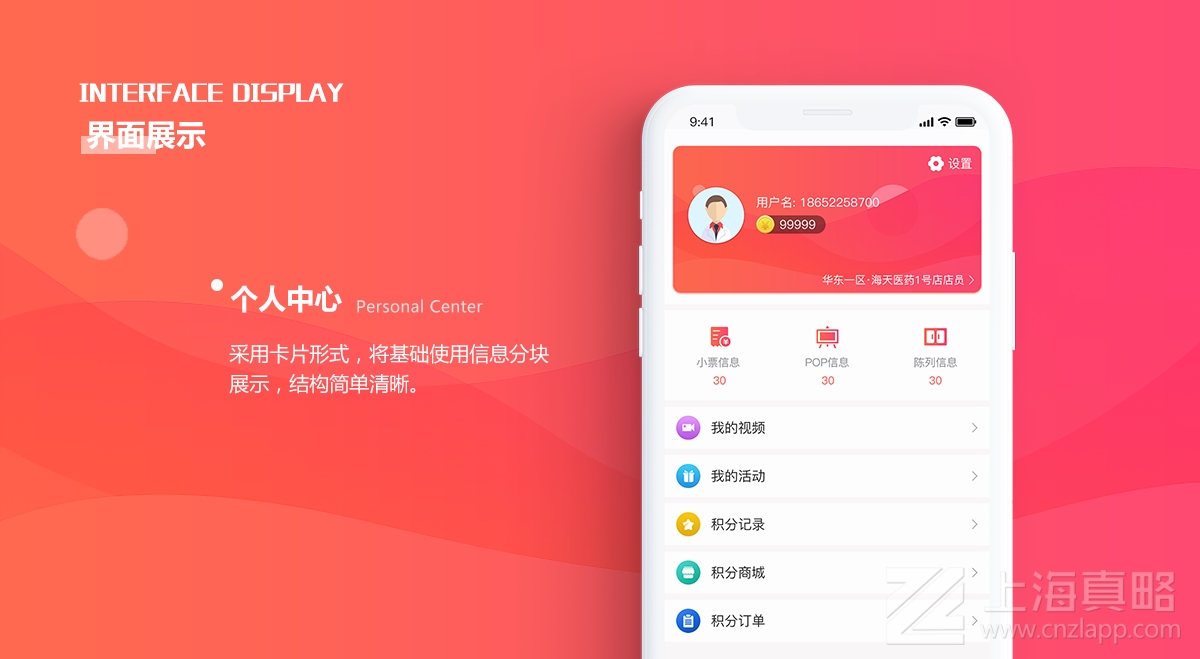 INTERFACE DISPLAY
界面展示
个人中心 Personal Center
采用卡片形式，将基础使用信息分块
展示，结构简单清晰。
9:41
设置
用户名: 18652258700
99999
华东一区·海天医药1号店店员
小票信息 POP信息 陈列信息
30 30 30
我的视频
我的活动
积分记录
积分商城
积分订单
上海真略
www.cnzlapp.com